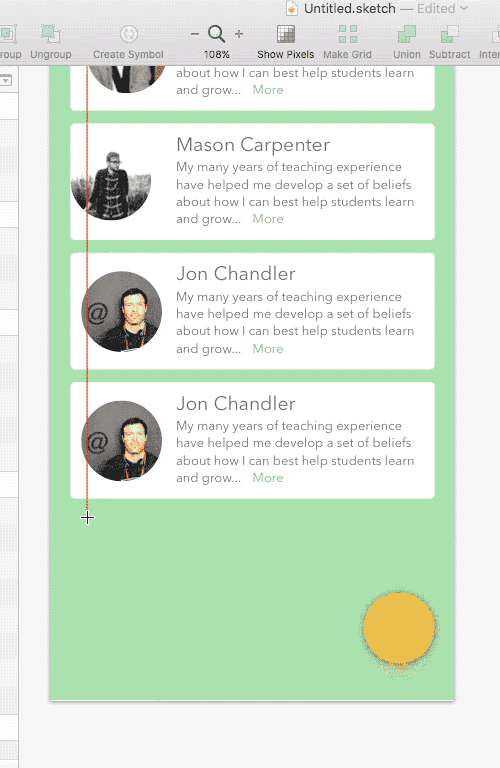 Untitled.sketch — Edited
Ungroup Create Symbol 108% Show Pixels Make Grid Union Subtract
about how I can best help students learn
and grow... More
Mason Carpenter
My many years of teaching experience
have helped me develop a set of beliefs
about how I can best help students learn
and grow... More
Jon Chandler
My many years of teaching experience
have helped me develop a set of beliefs
about how I can best help students learn
and grow... More
@
Jon Chandler
My many years of teaching experience
have helped me develop a set of beliefs
about how I can best help students learn
and grow... More
@